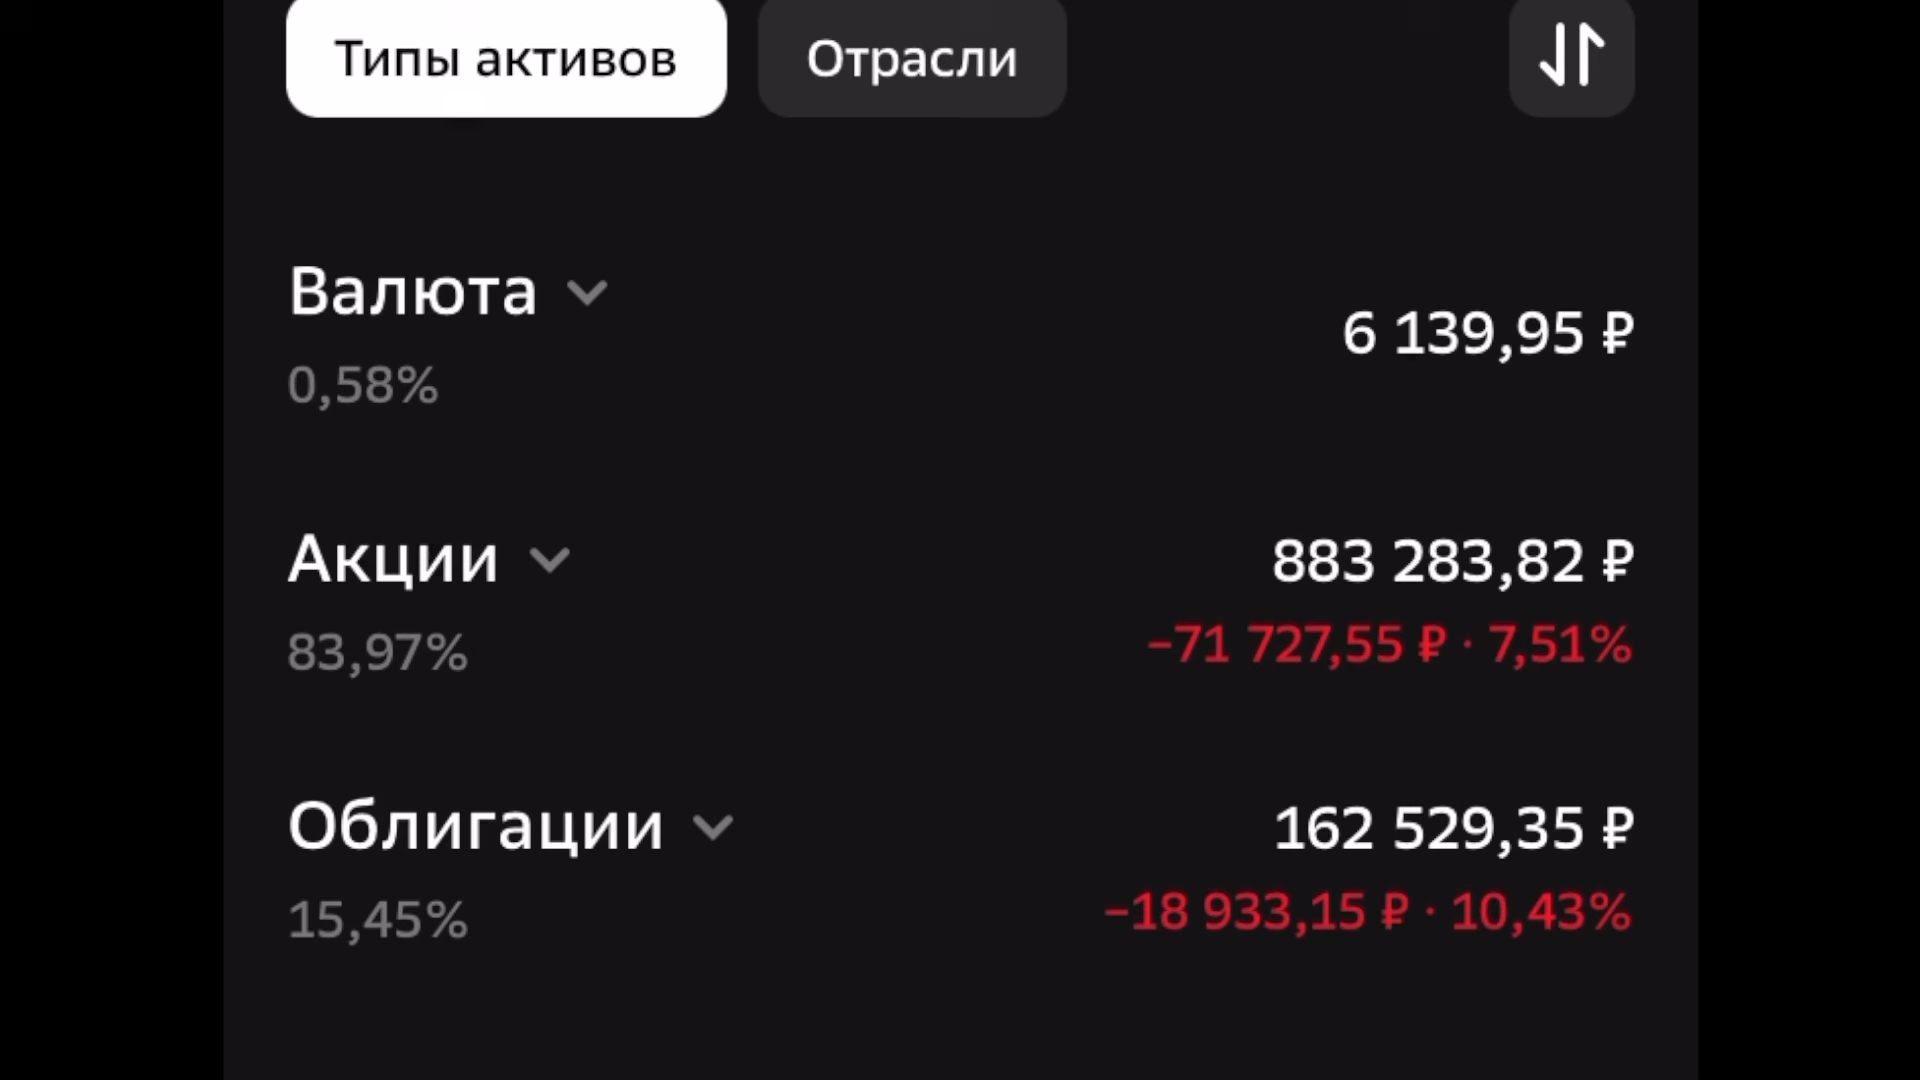 Типы активов Отрасли
Валюта
6 139,95 ₽
0,58%
Акции 883 283,82 ₽
83,97% −71 727,55 ₽ · 7,51%
Облигации 162 529,35 ₽
15,45% −18 933,15 ₽ · 10,43%